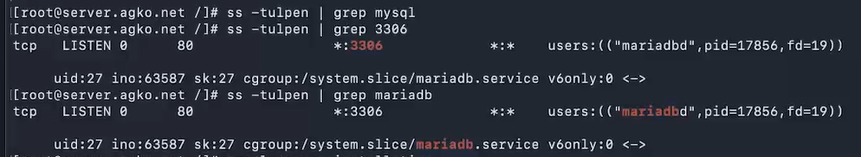 [root@server.agko.net /]# ss -tulpen | grep mysql
[root@server.agko.net /]# ss -tulpen | grep 3306
tcp   LISTEN 0      80                 *:3306             *:*    users:(("mariadbd",pid=17856,fd=19))
uid:27 ino:63587 sk:27 cgroup:/system.slice/mariadb.service v6only:0 <->
[root@server.agko.net /]# ss -tulpen | grep mariadb
tcp   LISTEN 0      80                 *:3306             *:*    users:(("mariadbd",pid=17856,fd=19))
uid:27 ino:63587 sk:27 cgroup:/system.slice/mariadb.service v6only:0 <->